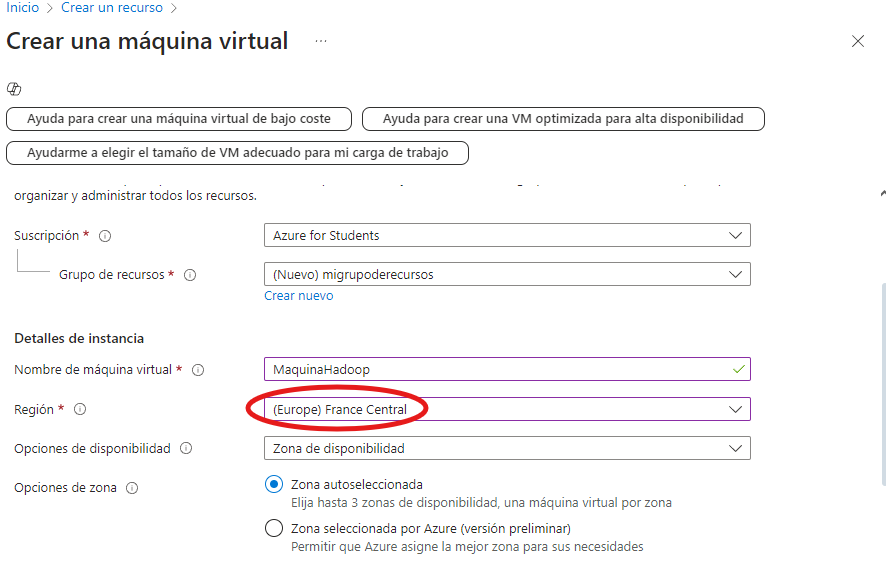 Inicio > Crear un recurso >
Crear una máquina virtual ...
Ayuda para crear una máquina virtual de bajo coste
Ayuda para crear una VM optimizada para alta disponibilidad
Ayudarme a elegir el tamaño de VM adecuado para mi carga de trabajo
organizar y administrar todos los recursos.
Suscripción *
Azure for Students
Grupo de recursos *
(Nuevo) migrupoderecursos
Crear nuevo
Detalles de instancia
Nombre de máquina virtual *
MaquinaHadoop
Región *
(Europe) France Central
Opciones de disponibilidad
Zona de disponibilidad
Opciones de zona
Zona autoseleccionada
Elija hasta 3 zonas de disponibilidad, una máquina virtual por zona
Zona seleccionada por Azure (versión preliminar)
Permitir que Azure asigne la mejor zona para sus necesidades